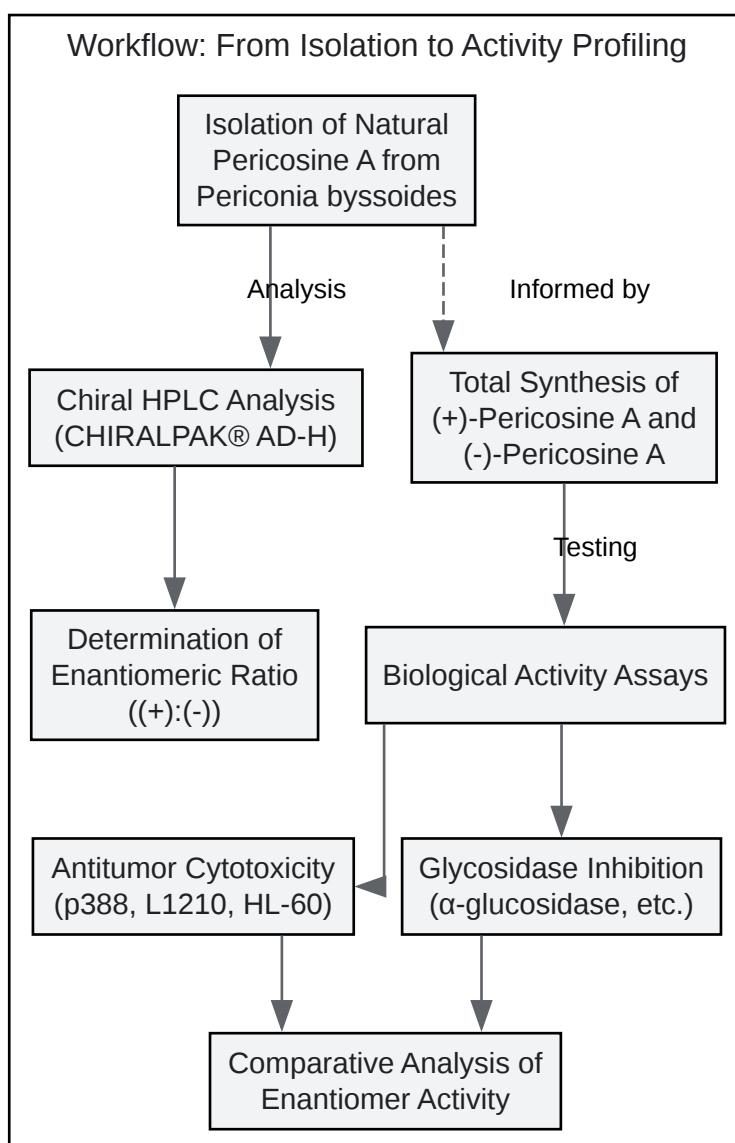 Workflow: From Isolation to Activity Profiling
Isolation of Natural
Pericosine A from
Periconia byssoides
Analysis
Informed by
Chiral HPLC Analysis
(CHIRALPAK® AD-H)
Total Synthesis of
(+)-Pericosine A and
(-)-Pericosine A
Testing
Determination of
Enantiomeric Ratio
((+):(-))
Biological Activity Assays
Antitumor Cytotoxicity
(p388, L1210, HL-60)
Glycosidase Inhibition
(α-glucosidase, etc.)
Comparative Analysis of
Enantiomer Activity